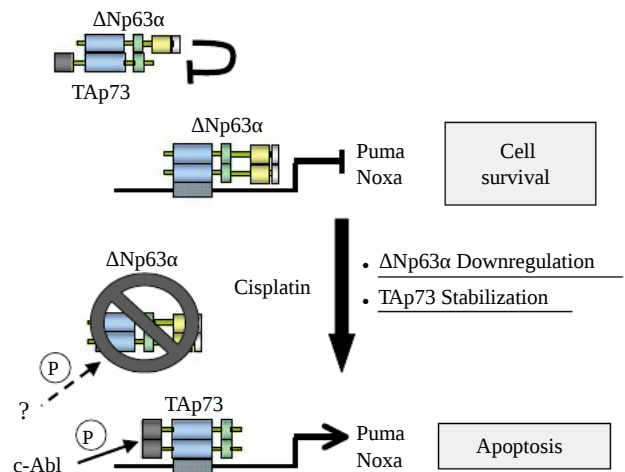 ΔNp63α
TAp73
ΔNp63α
Puma
Noxa
Cell
survival
ΔNp63α
Cisplatin
• ΔNp63α Downregulation
• TAp73 Stabilization
P
?
TAp73
P
c-Abl
Puma
Noxa
Apoptosis